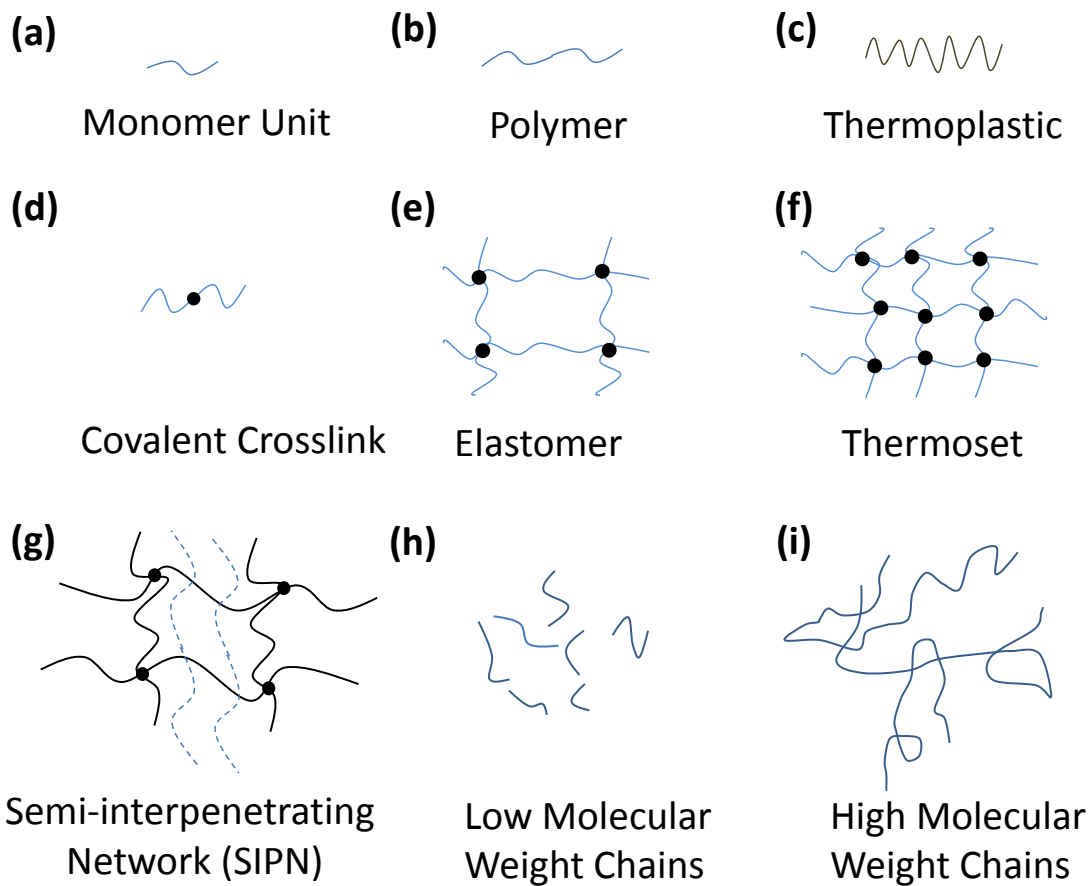 (a)
Monomer Unit
(b)
Polymer
(c)
Thermoplastic
(d)
Covalent Crosslink
(e)
Elastomer
(f)
Thermoset
(g)
Semi-interpenetrating
Network (SIPN)
(h)
Low Molecular
Weight Chains
(i)
High Molecular
Weight Chains